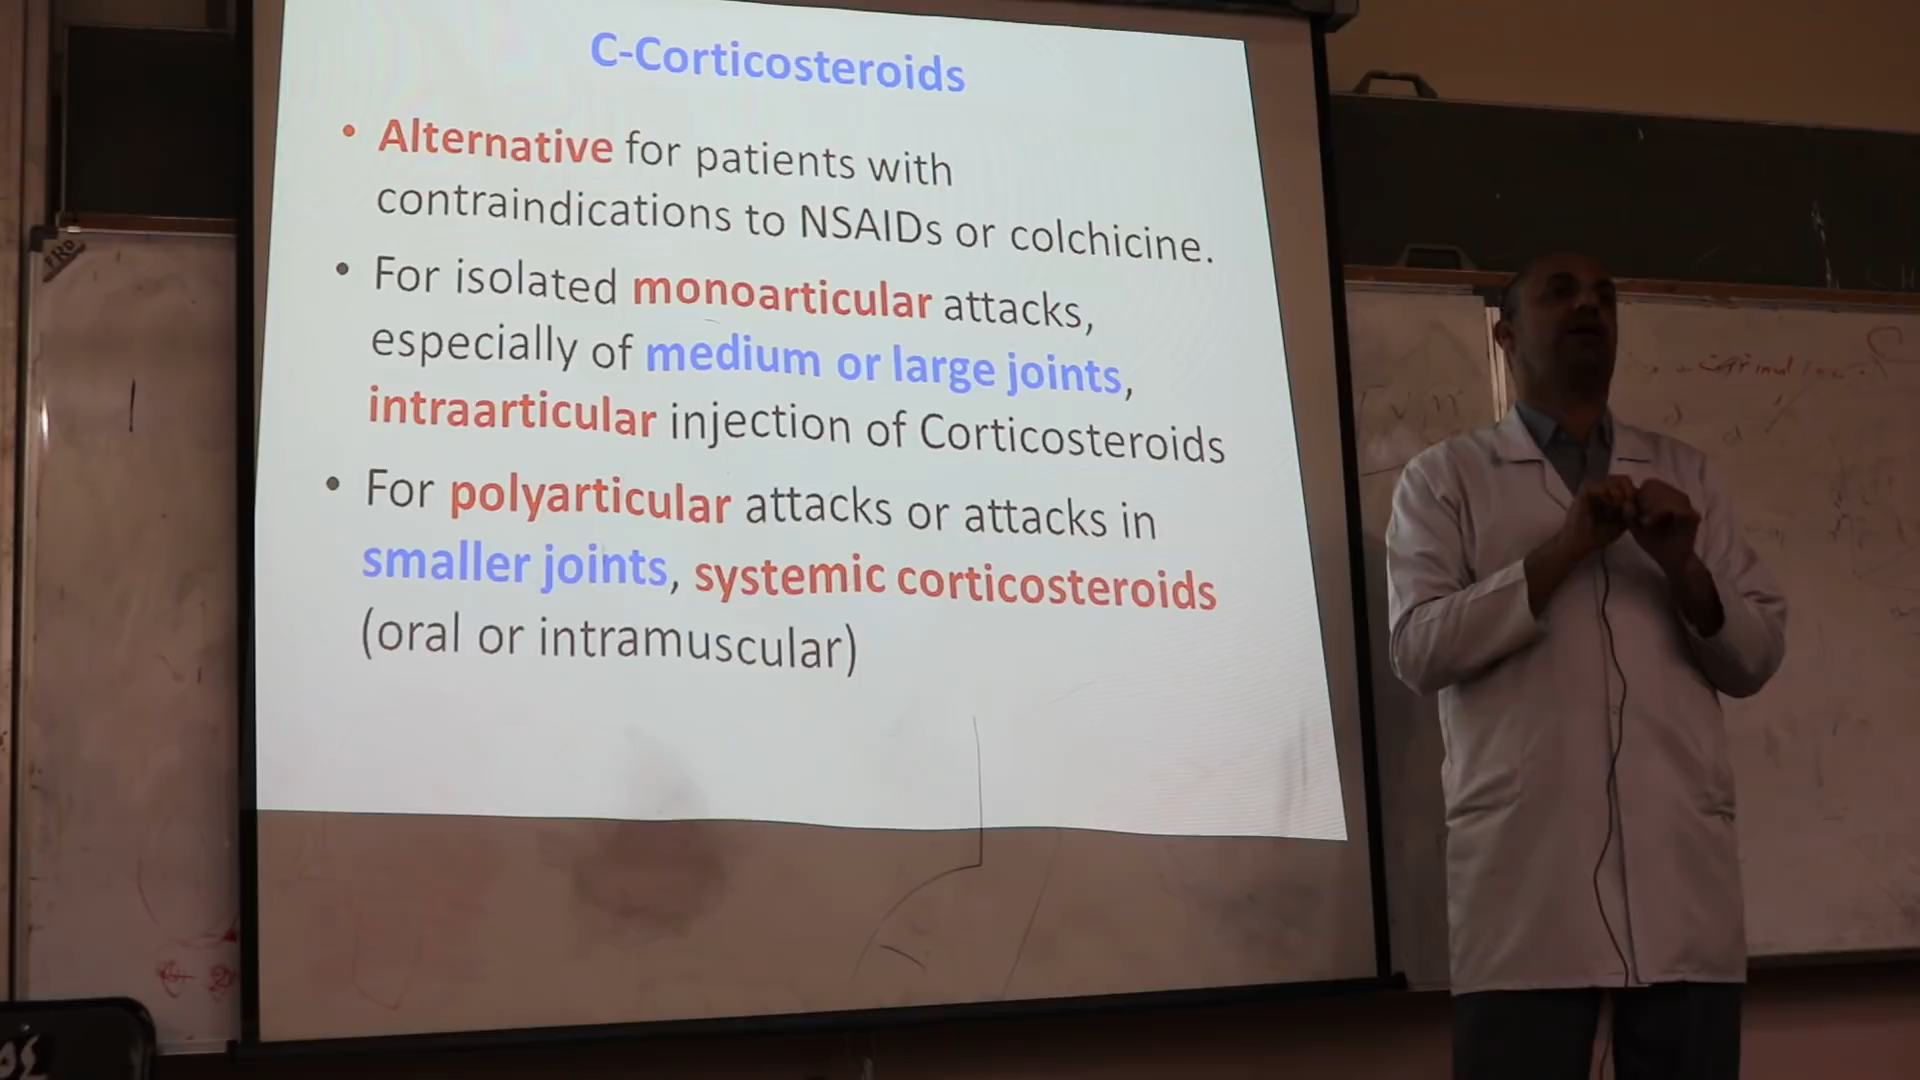 C-Corticosteroids
• Alternative for patients with
contraindications to NSAIDs or colchicine.
• For isolated monoarticular attacks,
especially of medium or large joints,
intraarticular injection of Corticosteroids
• For polyarticular attacks or attacks in
smaller joints, systemic corticosteroids
(oral or intramuscular)